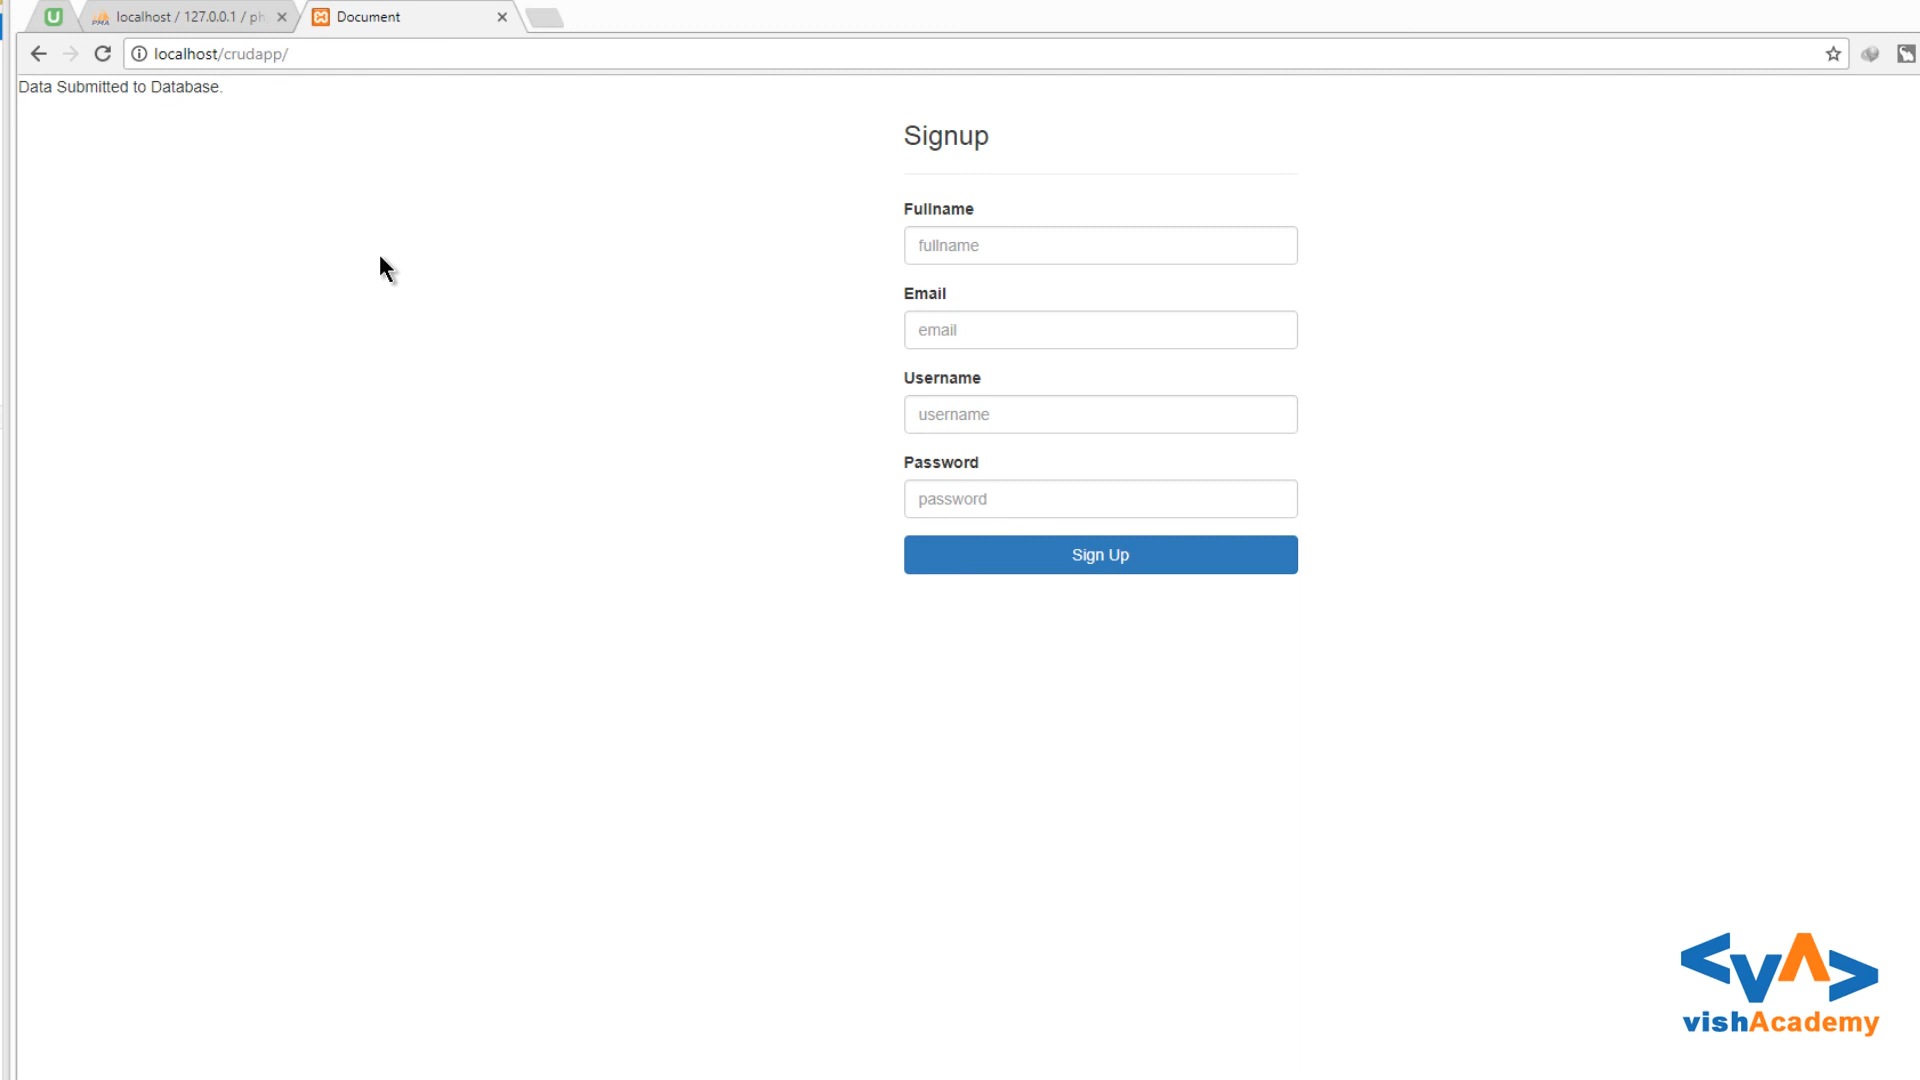 localhost / 127.0.0.1 / ph
Document
localhost/crudapp/
Data Submitted to Database.
Signup
Fullname
fullname
Email
email
Username
username
Password
password
Sign Up
<VA>
vishAcademy